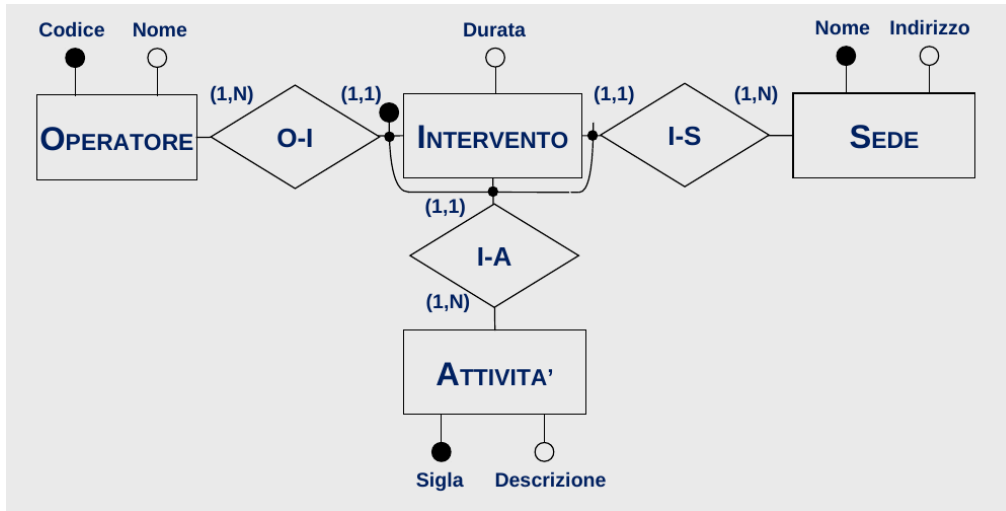 Codice Nome Durata Nome Indirizzo
(1,N) (1,1) (1,1) (1,N)
OPERATORE O-I INTERVENTO I-S SEDE
(1,1)
I-A
(1,N)
ATTIVITA’
Sigla Descrizione